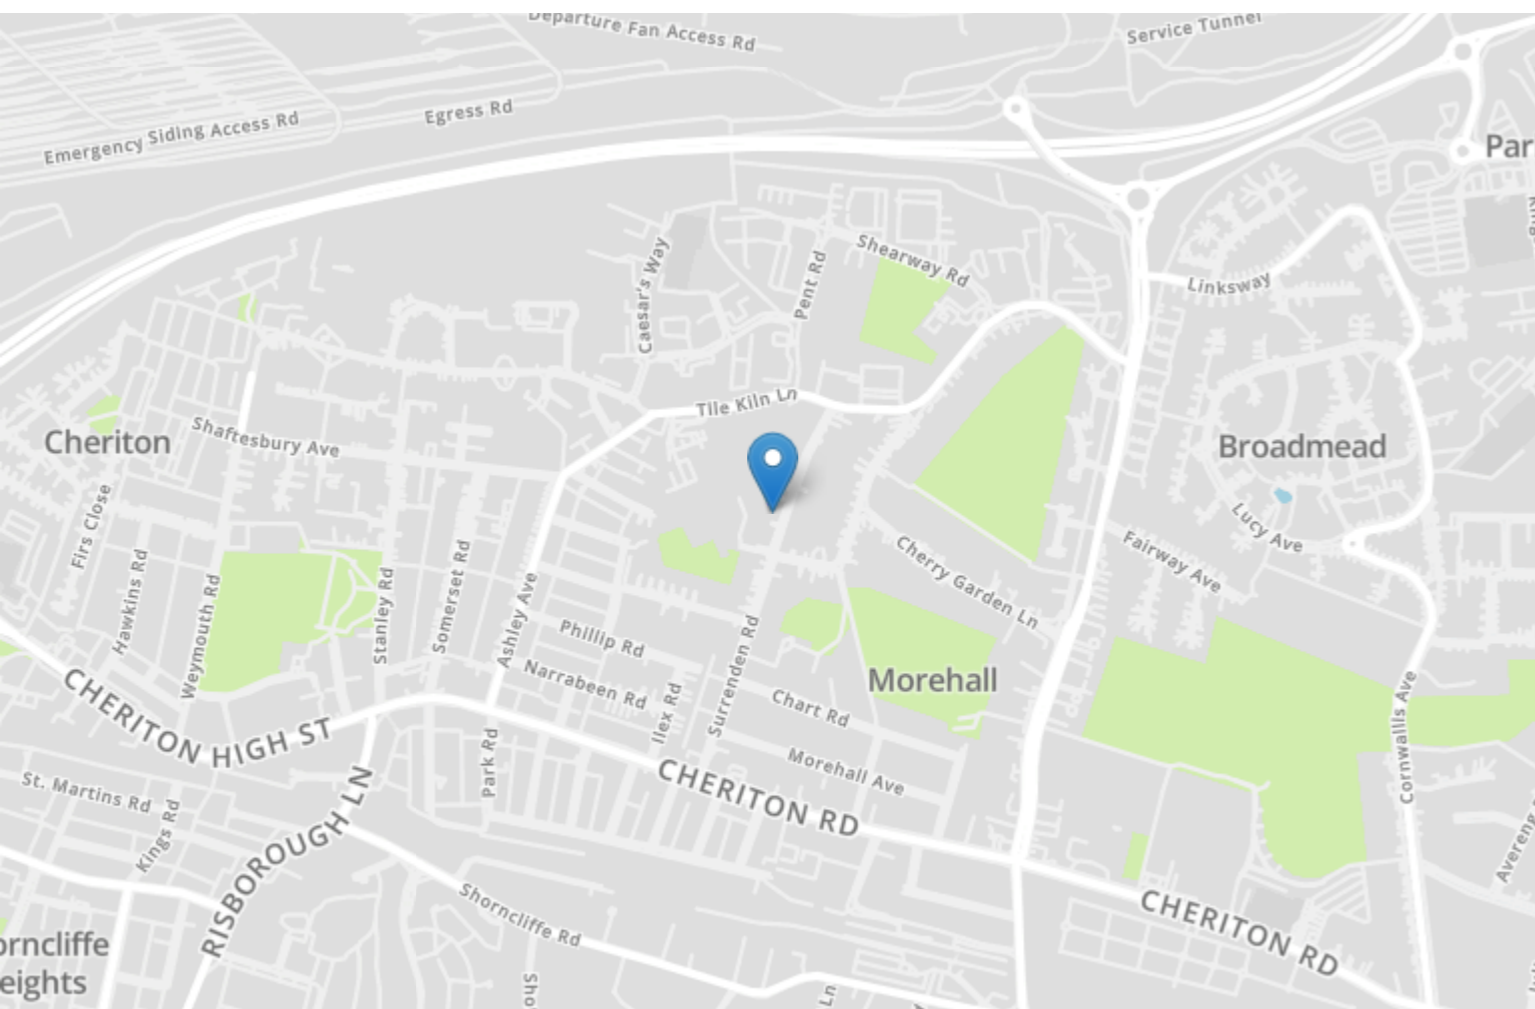 Departure Fan Access Rd
Service Tunnel
Egress Rd
Emergency Siding Access Rd
Par
Caesar's Way
Pent Rd
Shearway Rd
Linksway
Tile Kiln Ln
Cheriton
Shaftesbury Ave
Broadmead
Firs Close
Lucy Ave
Hawkins Rd
Weymouth Rd
Stanley Rd
Somerset Rd
Ashley Ave
Cherry Garden Ln
Fairway Ave
Phillip Rd
Narrabeen Rd
Ilex Rd
Surrenden Rd
Morehall
Chart Rd
CHERITON HIGH ST
Cornwallis Ave
Park Rd
Morehall Ave
St. Martins Rd
Kings Rd
CHERITON RD
RISBOROUGH LN
Avereng
Shorncliffe Rd
CHERITON RD
orncliffe
eights
Sho
Ln